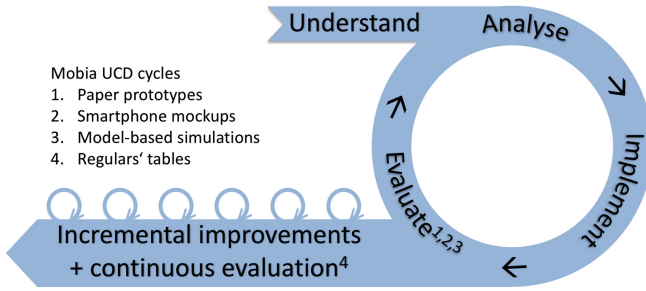 Understand
Analyse
Implement
Evaluate1,2,3
Mobia UCD cycles
1. Paper prototypes
2. Smartphone mockups
3. Model-based simulations
4. Regulars‘ tables
Incremental improvements
+ continuous evaluation4